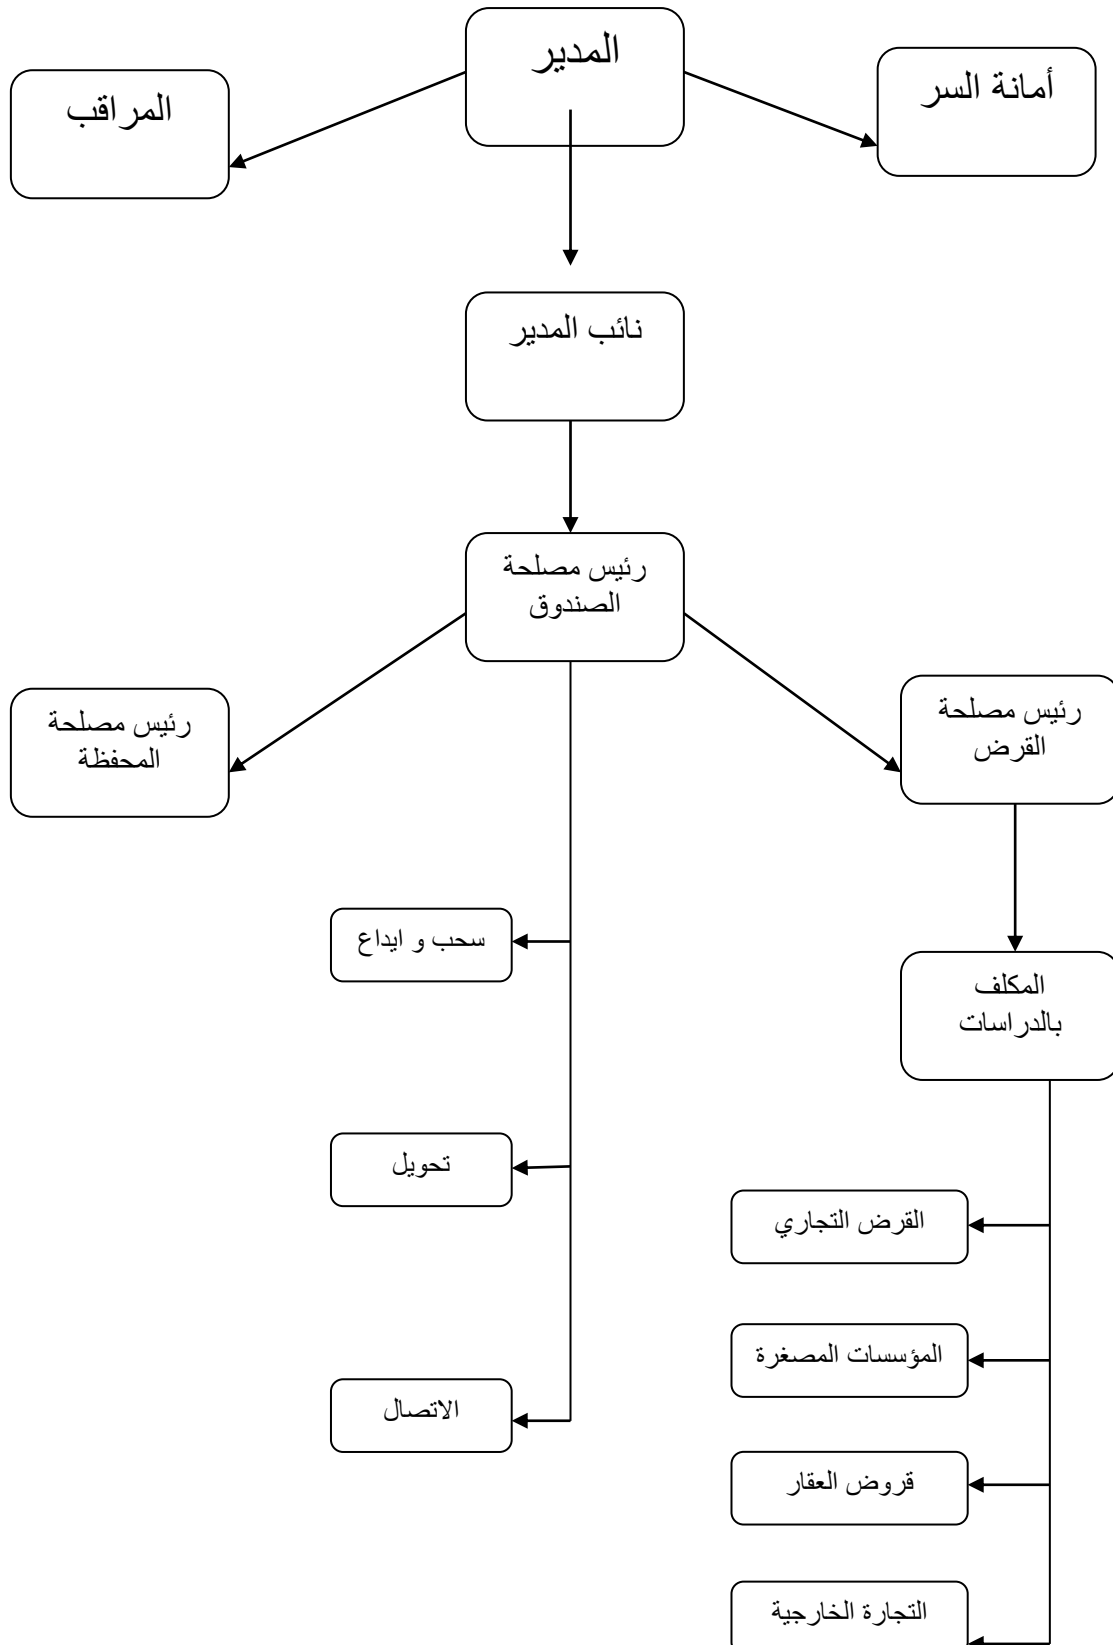 المدير
أمانة السر
المراقب
نائب المدير
رئيس مصلحة
الصندوق
رئيس مصلحة
القرض
رئيس مصلحة
المحفظة
سحب و ايداع
المكلف
بالدراسات
تحويل
القرض التجاري
المؤسسات المصغرة
الاتصال
قروض العقار
التجارة الخارجية